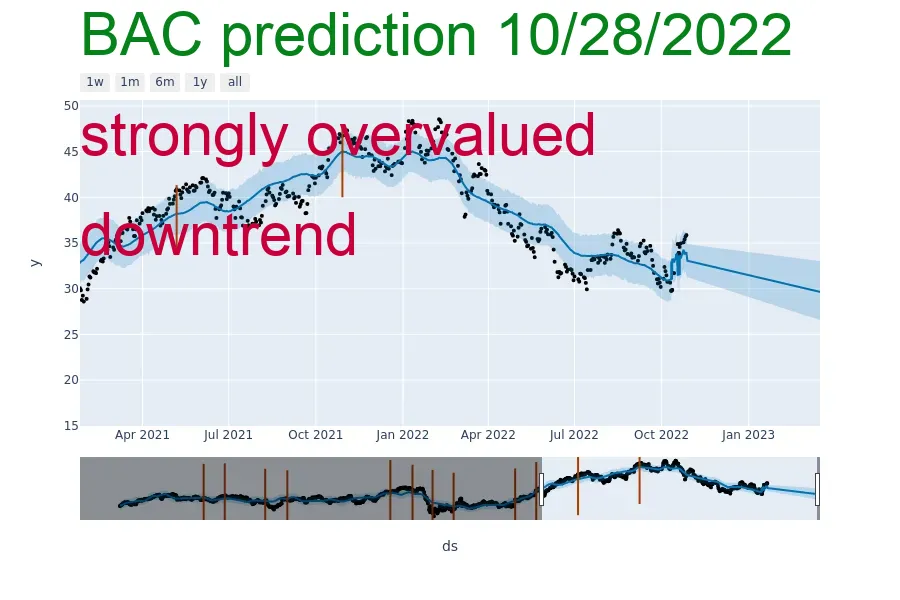 BAC prediction 10/28/2022
1w 1m 6m 1y all
50
strongly overvalued
45
40
downtrend
35
y
30
25
20
15
Apr 2021 Jul 2021 Oct 2021 Jan 2022 Apr 2022 Jul 2022 Oct 2022 Jan 2023
ds